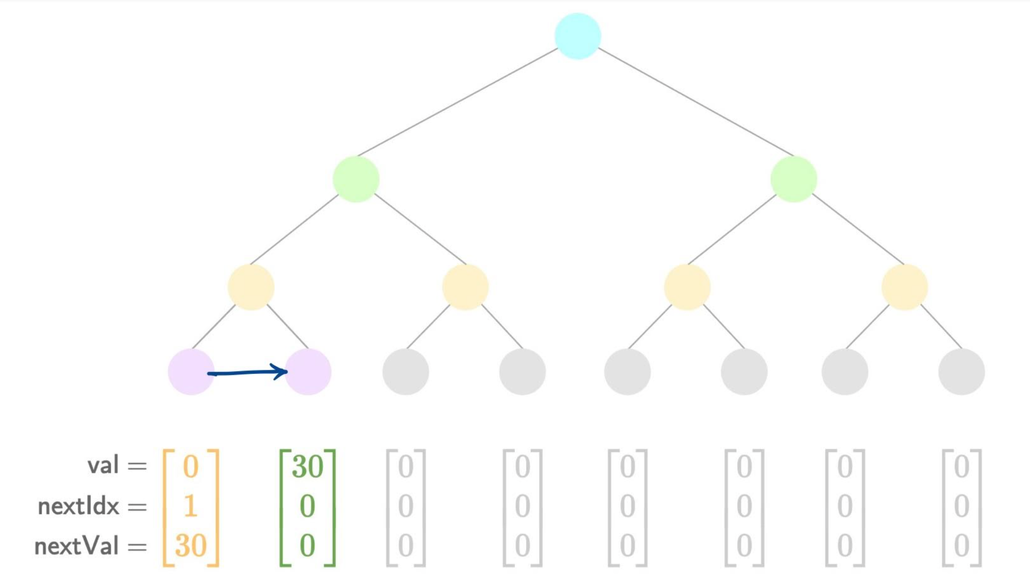 val = [0] [30] [0] [0] [0] [0] [0] [0]
nextIdx = [1] [0] [0] [0] [0] [0] [0] [0]
nextVal = [30] [0] [0] [0] [0] [0] [0] [0]